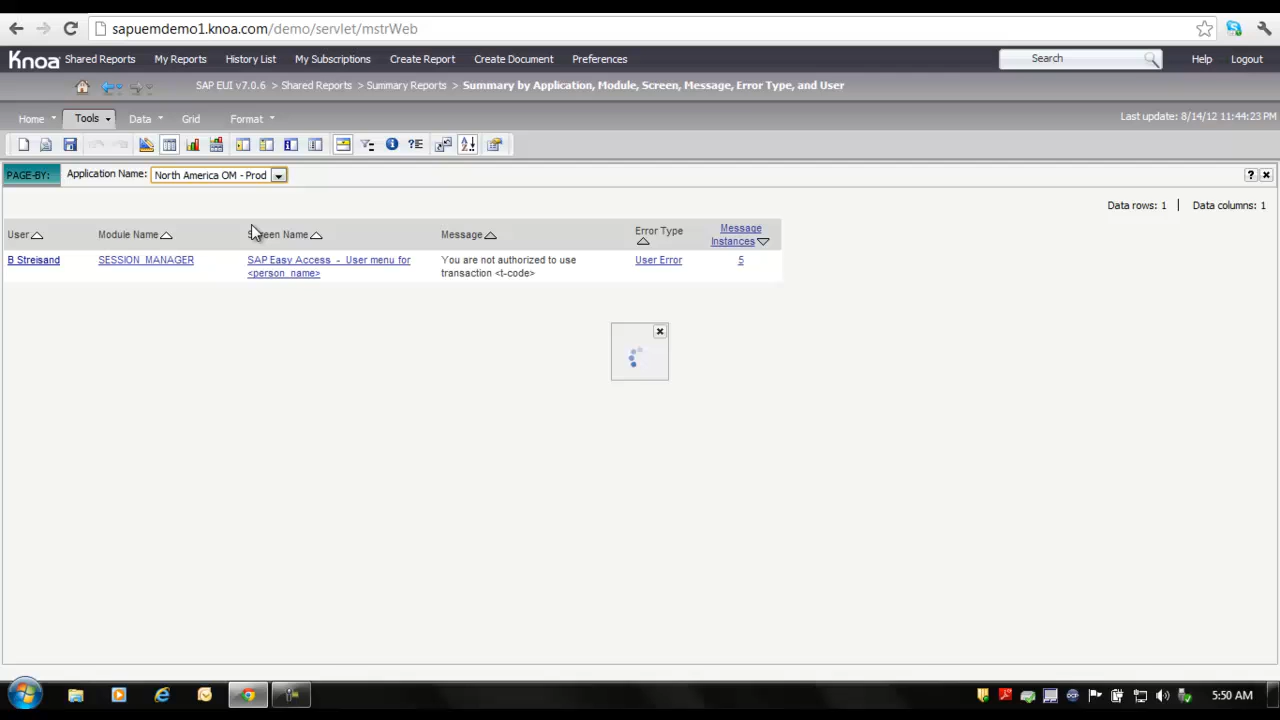 sapuemdemo1.knoa.com/demo/servlet/mstrWeb
Knoa Shared Reports My Reports History List My Subscriptions Create Report Create Document Preferences Search Help Logout
SAP EUI v7.0.6 > Shared Reports > Summary Reports > Summary by Application, Module, Screen, Message, Error Type, and User
Home Tools Data Grid Format Last update: 8/14/12 11:44:23 PM
PAGE-BY: Application Name: North America OM - Prod
Data rows: 1 | Data columns: 1
User Module Name Screen Name Message Error Type Message
Instances
B Streisand SESSION_MANAGER SAP Easy Access - User menu for You are not authorized to use User Error 5
<person_name> transaction <t-code>
5:50 AM